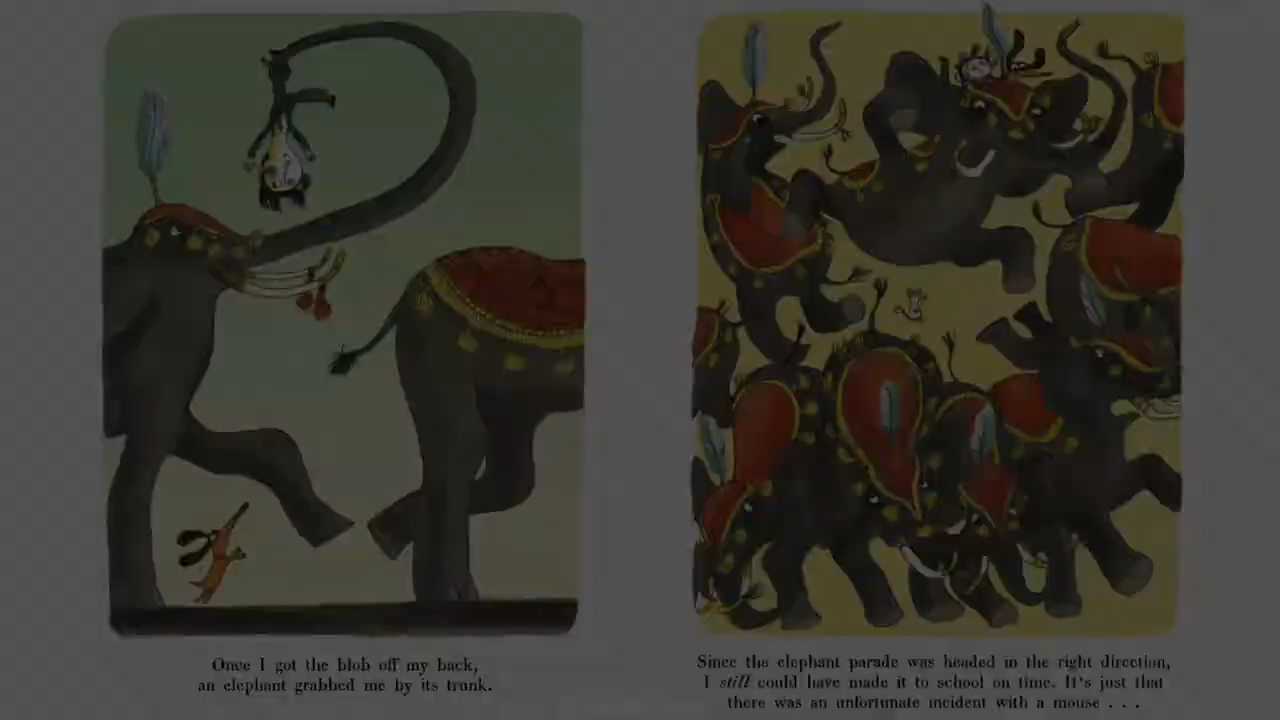 Once I got the blob off my back,
an elephant grabbed me by its trunk.
Since the elephant parade was headed in the right direction,
I still could have made it to school on time. It's just that
there was an unfortunate incident with a mouse . . .